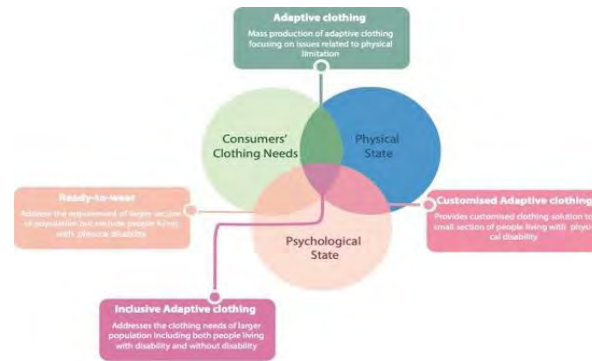 Adaptive clothing
Mass production of adaptive clothing
focusing on issues related to physical
limitation
Consumers'
Clothing Needs
Physical
State
Ready-to-wear
Address the requirement of larger section
of population but exclude people living
with physical disability
Customised Adaptive clothing
Provides customised clothing solution to
small section of people living with physi-
cal disability
Psychological
State
Inclusive Adaptive clothing
Addresses the clothing needs of larger
population including both people living
with disability and without disability